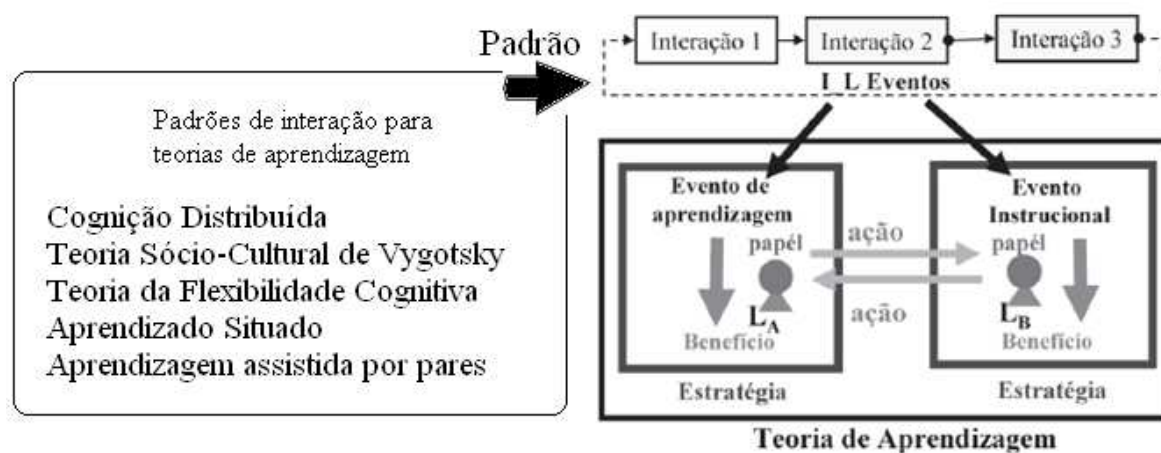 Padrão
Padrões de interação para
teorias de aprendizagem
Cognição Distribuída
Teoria Sócio-Cultural de Vygotsky
Teoria da Flexibilidade Cognitiva
Aprendizado Situado
Aprendizagem assistida por pares
Interação 1
Interação 2
Interação 3
I_L Eventos
Evento de
aprendizagem
papél
L_A
Benefício
Estratégia
ação
ação
Evento
Instrucional
papél
L_B
Benefício
Estratégia
Teoria de Aprendizagem